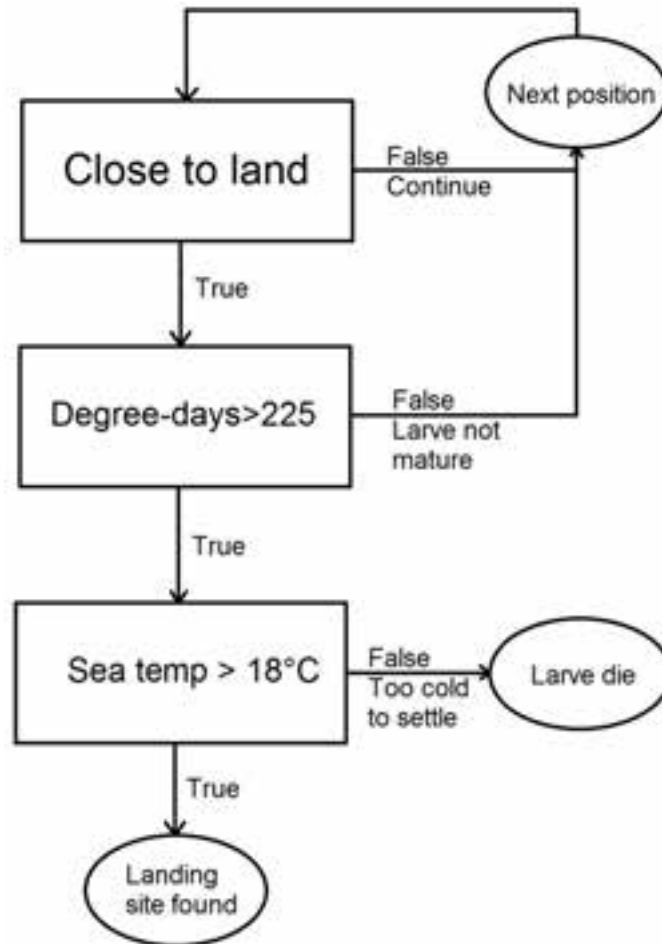 Next position
Close to land
False
Continue
True
Degree-days>225
False
Larve not
mature
True
Sea temp > 18°C
False
Too cold
to settle
Larve die
True
Landing
site found